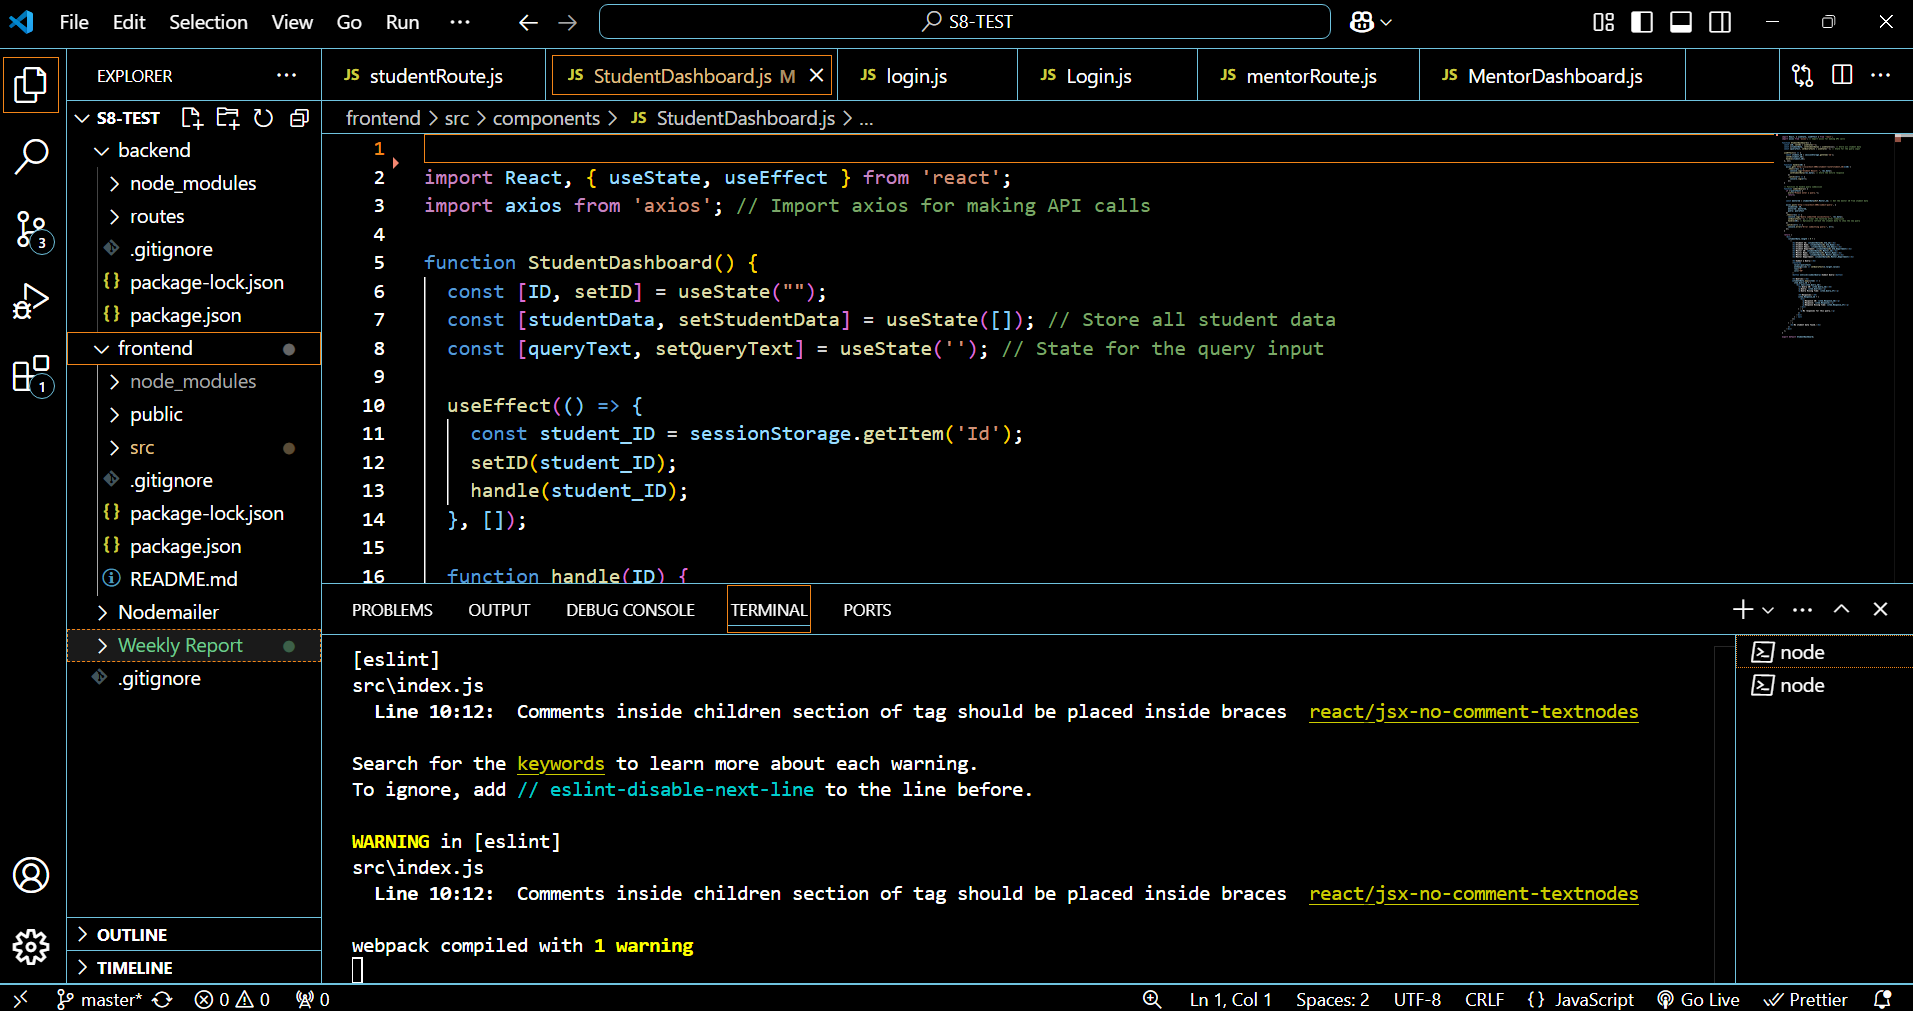 File Edit Selection View Go Run ··· S8-TEST
EXPLORER ···
JS studentRoute.js JS StudentDashboard.js M JS login.js JS Login.js JS mentorRoute.js JS MentorDashboard.js ···
frontend > src > components > JS StudentDashboard.js > ...
S8-TEST
backend
node_modules
routes
.gitignore
{} package-lock.json
{} package.json
frontend
node_modules
public
src
.gitignore
{} package-lock.json
{} package.json
README.md
Nodemailer
Weekly Report
.gitignore
OUTLINE
TIMELINE
3
1
1
2 import React, { useState, useEffect } from 'react';
3 import axios from 'axios'; // Import axios for making API calls
4
5 function StudentDashboard() {
6 const [ID, setID] = useState("");
7 const [studentData, setStudentData] = useState([]); // Store all student data
8 const [queryText, setQueryText] = useState(''); // State for the query input
9
10 useEffect(() => {
11 const student_ID = sessionStorage.getItem('Id');
12 setID(student_ID);
13 handle(student_ID);
14 }, []);
15
16 function handle(ID) {
PROBLEMS OUTPUT DEBUG CONSOLE TERMINAL PORTS
[eslint]
src\index.js
Line 10:12: Comments inside children section of tag should be placed inside braces react/jsx-no-comment-textnodes
Search for the keywords to learn more about each warning.
To ignore, add // eslint-disable-next-line to the line before.
WARNING in [eslint]
src\index.js
Line 10:12: Comments inside children section of tag should be placed inside braces react/jsx-no-comment-textnodes
webpack compiled with 1 warning
node
node
master* 0 0 0 Ln 1, Col 1 Spaces: 2 UTF-8 CRLF {} JavaScript Go Live Prettier